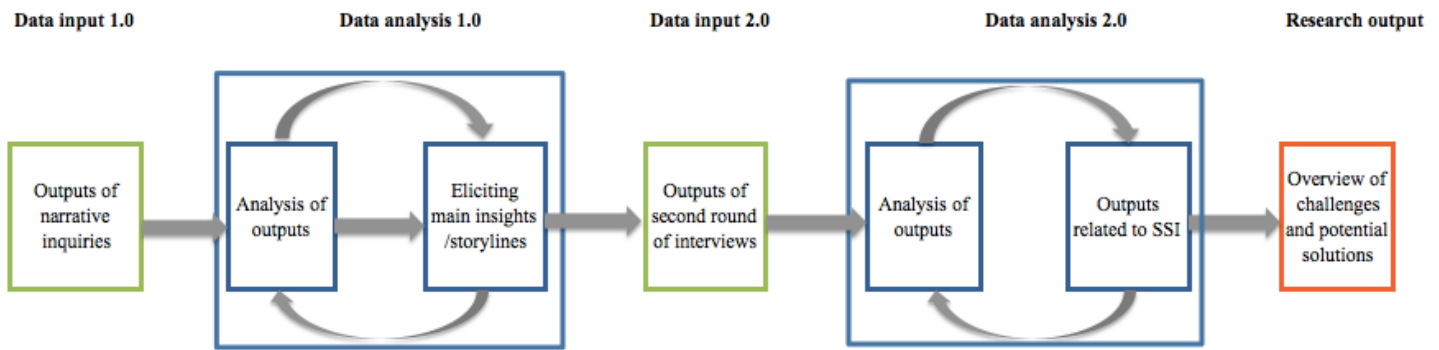 Data input 1.0
Data analysis 1.0
Data input 2.0
Data analysis 2.0
Research output
Outputs of
narrative
inquiries
Analysis of
outputs
Eliciting
main insights
/storylines
Outputs of
second round
of interviews
Analysis of
outputs
Outputs
related to SSI
Overview of
challenges
and potential
solutions